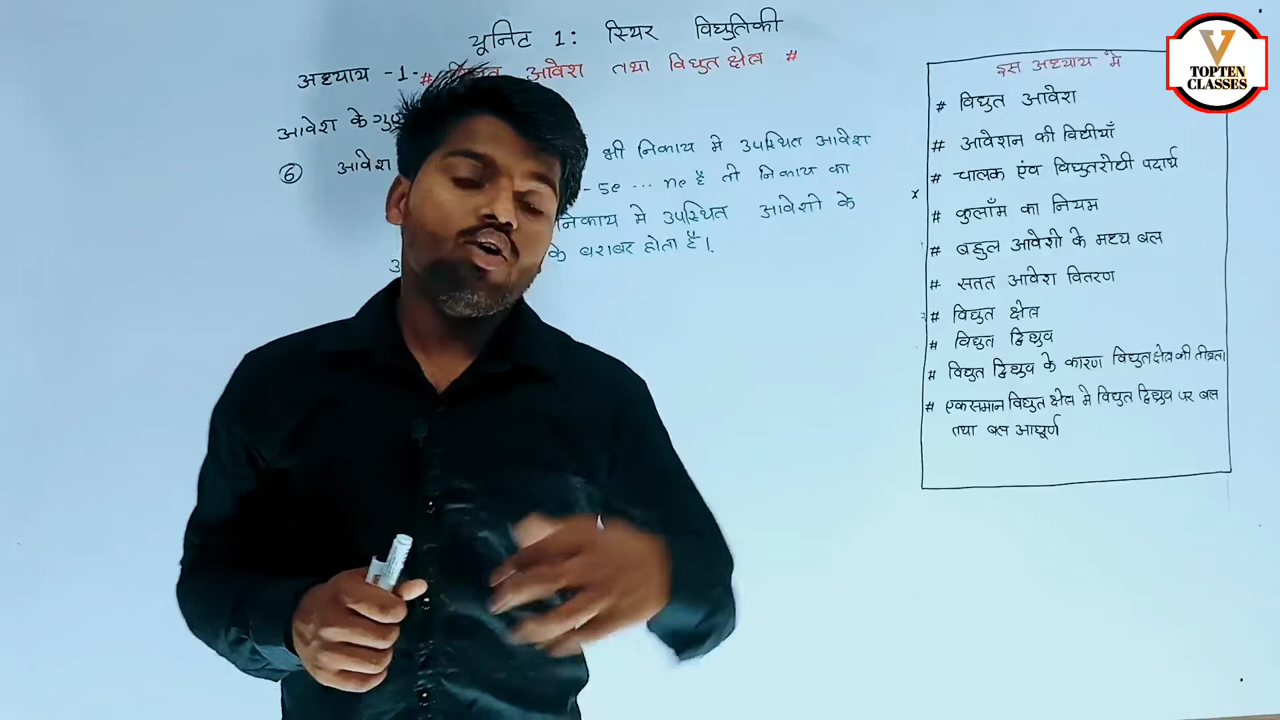 यूनिट 1: स्थिर विद्युतिकी
अध्याय -1- # आवेश तथा विद्युत क्षेत्र #
आवेश के गुण
⑥ आवेश भी निकाय मे उपस्थित आवेश
- 5e ... ne है तो निकाय का
निकाय मे उपस्थित आवेशो के
के बराबर होता है।
इस अध्याय मे
# विद्युत आवेश
# आवेशन की विधीयाँ
# चालक एंव विद्युतरोधी पदार्थ
# कुलॉम का नियम
# बहुल आवेशो के मध्य बल
# सतत आवेश वितरण
# विद्युत क्षेत्र
# विद्युत द्विध्रुव
# विद्युत द्विध्रुव के कारण विद्युत क्षेत्र की तीव्रता
# एकसमान विद्युत क्षेत्र मे विद्युत द्विध्रुव पर बल
तथा बल आघूर्ण
V
TOPTEN
CLASSES